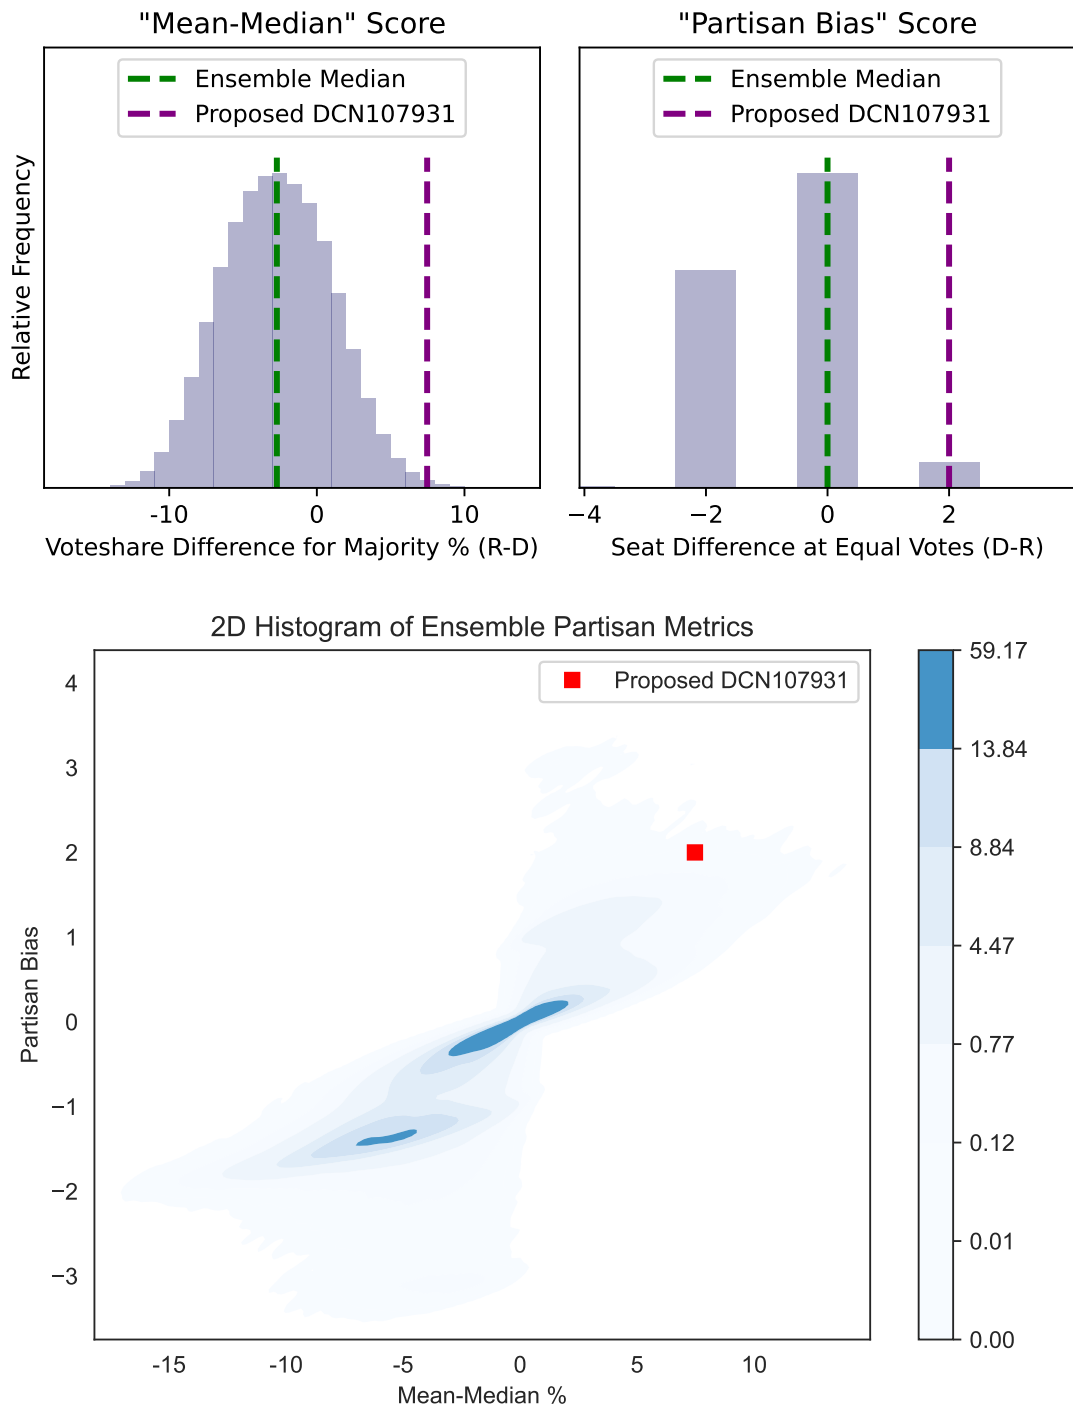 "Mean-Median" Score
Ensemble Median
Proposed DCN107931
Relative Frequency
-10 0 10
Voteshare Difference for Majority % (R-D)
"Partisan Bias" Score
Ensemble Median
Proposed DCN107931
−4 −2 0 2
Seat Difference at Equal Votes (D-R)
2D Histogram of Ensemble Partisan Metrics
Proposed DCN107931
Partisan Bias
4
3
2
1
0
−1
−2
−3
-15 -10 -5 0 5 10
Mean-Median %
59.17
13.84
8.84
4.47
0.77
0.12
0.01
0.00